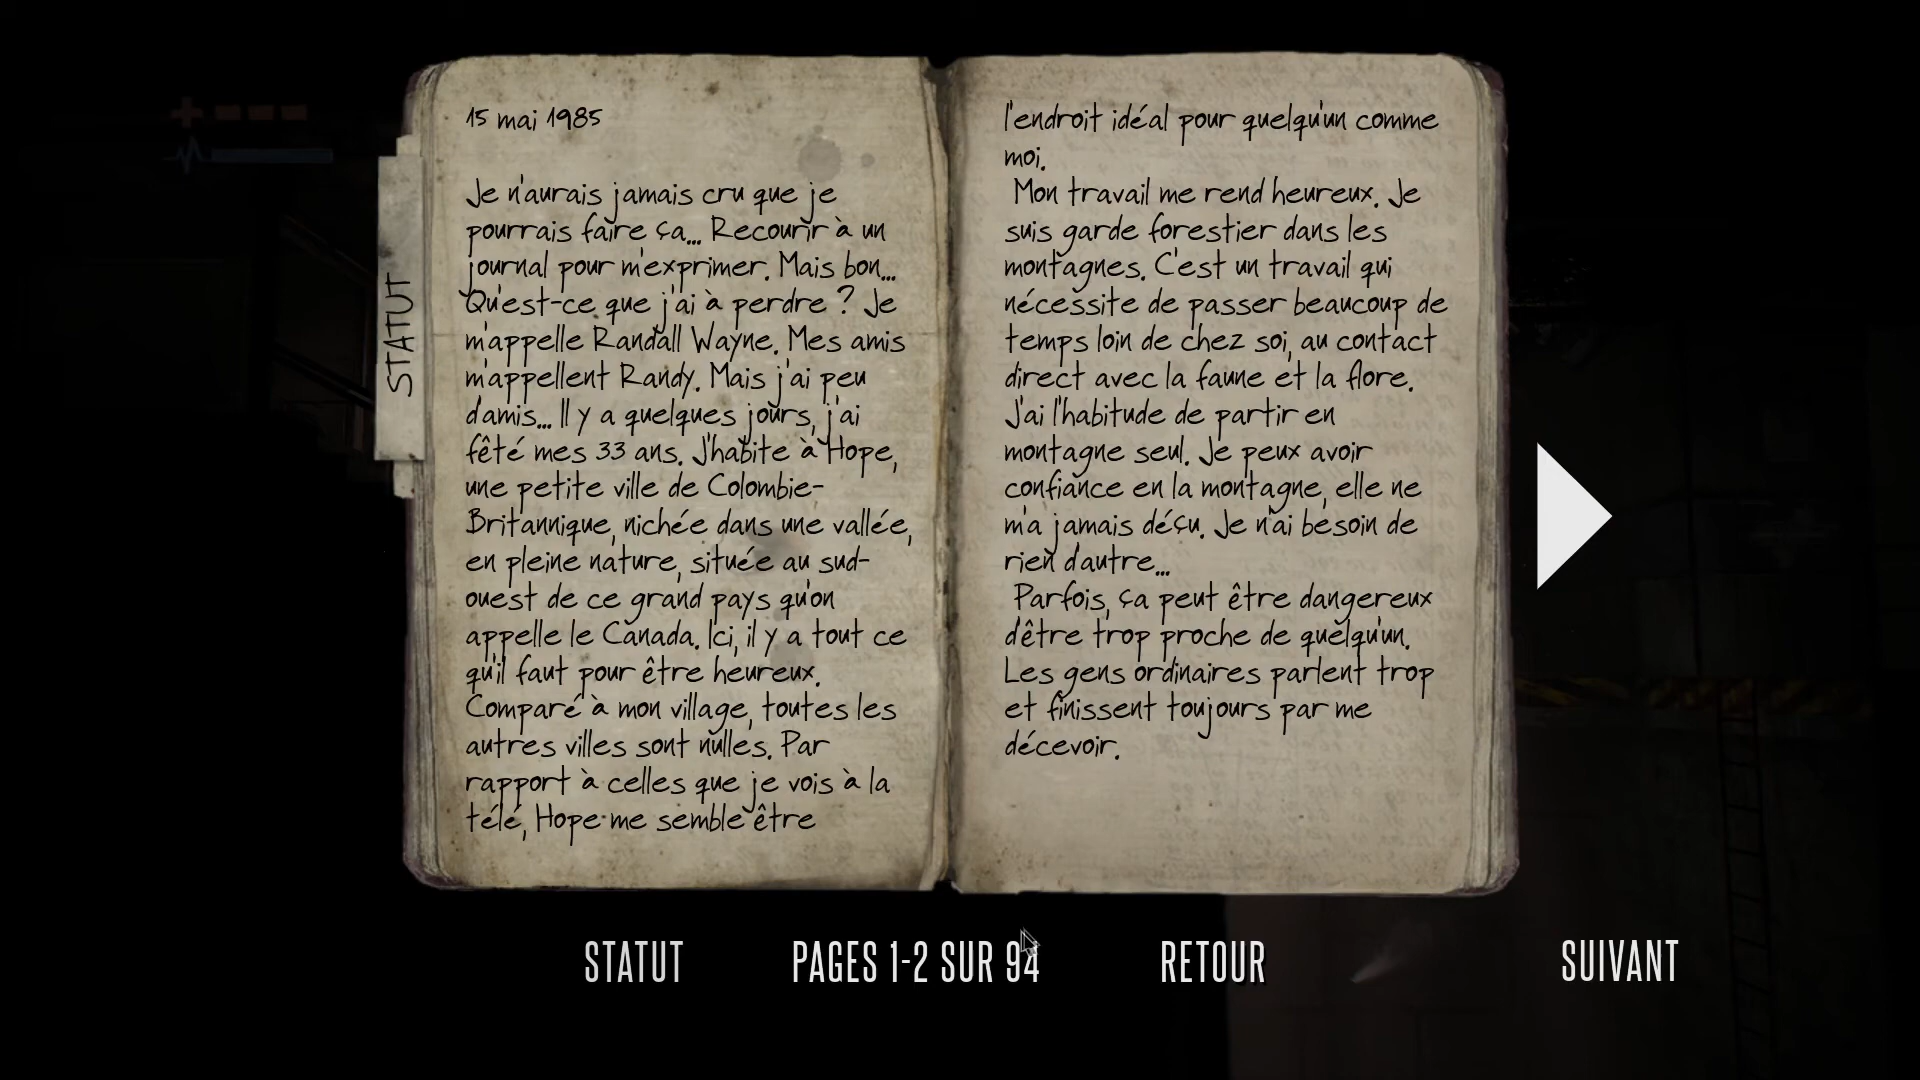 15 mai 1985
Je n'aurais jamais cru que je
pourrais faire ça... Recourir à un
journal pour m'exprimer. Mais bon...
Qu'est-ce que j'ai à perdre ? Je
m'appelle Randall Wayne. Mes amis
m'appellent Randy. Mais j'ai peu
d'amis... Il y a quelques jours, j'ai
fêté mes 33 ans. J'habite à Hope,
une petite ville de Colombie-
Britannique, nichée dans une vallée,
en pleine nature, située au sud-
ouest de ce grand pays qu'on
appelle le Canada. Ici, il y a tout ce
qu'il faut pour être heureux.
Comparé à mon village, toutes les
autres villes sont nulles. Par
rapport à celles que je vois à la
télé, Hope me semble être
l'endroit idéal pour quelqu'un comme
moi.
Mon travail me rend heureux. Je
suis garde forestier dans les
montagnes. C'est un travail qui
nécessite de passer beaucoup de
temps loin de chez soi, au contact
direct avec la faune et la flore.
J'ai l'habitude de partir en
montagne seul. Je peux avoir
confiance en la montagne, elle ne
m'a jamais déçu. Je n'ai besoin de
rien d'autre...
Parfois, ça peut être dangereux
d'être trop proche de quelqu'un.
Les gens ordinaires parlent trop
et finissent toujours par me
décevoir.
STATUT
STATUT
PAGES 1-2 SUR 94
RETOUR
SUIVANT